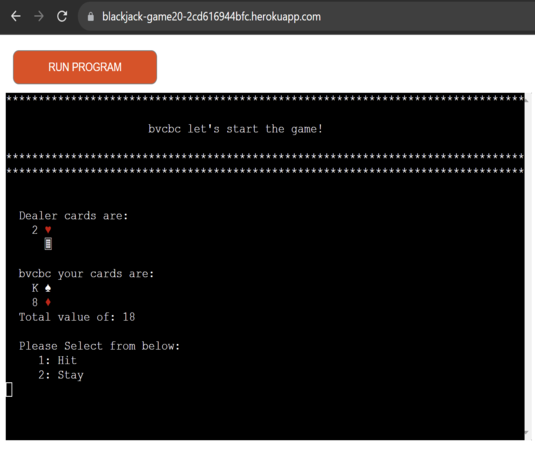 blackjack-game20-2cd616944bfc.herokuapp.com
RUN PROGRAM
********************************************************************************
bvcbc let's start the game!
********************************************************************************
********************************************************************************
Dealer cards are:
2 ♥
bvcbc your cards are:
K ♠
8 ♦
Total value of: 18
Please Select from below:
1: Hit
2: Stay